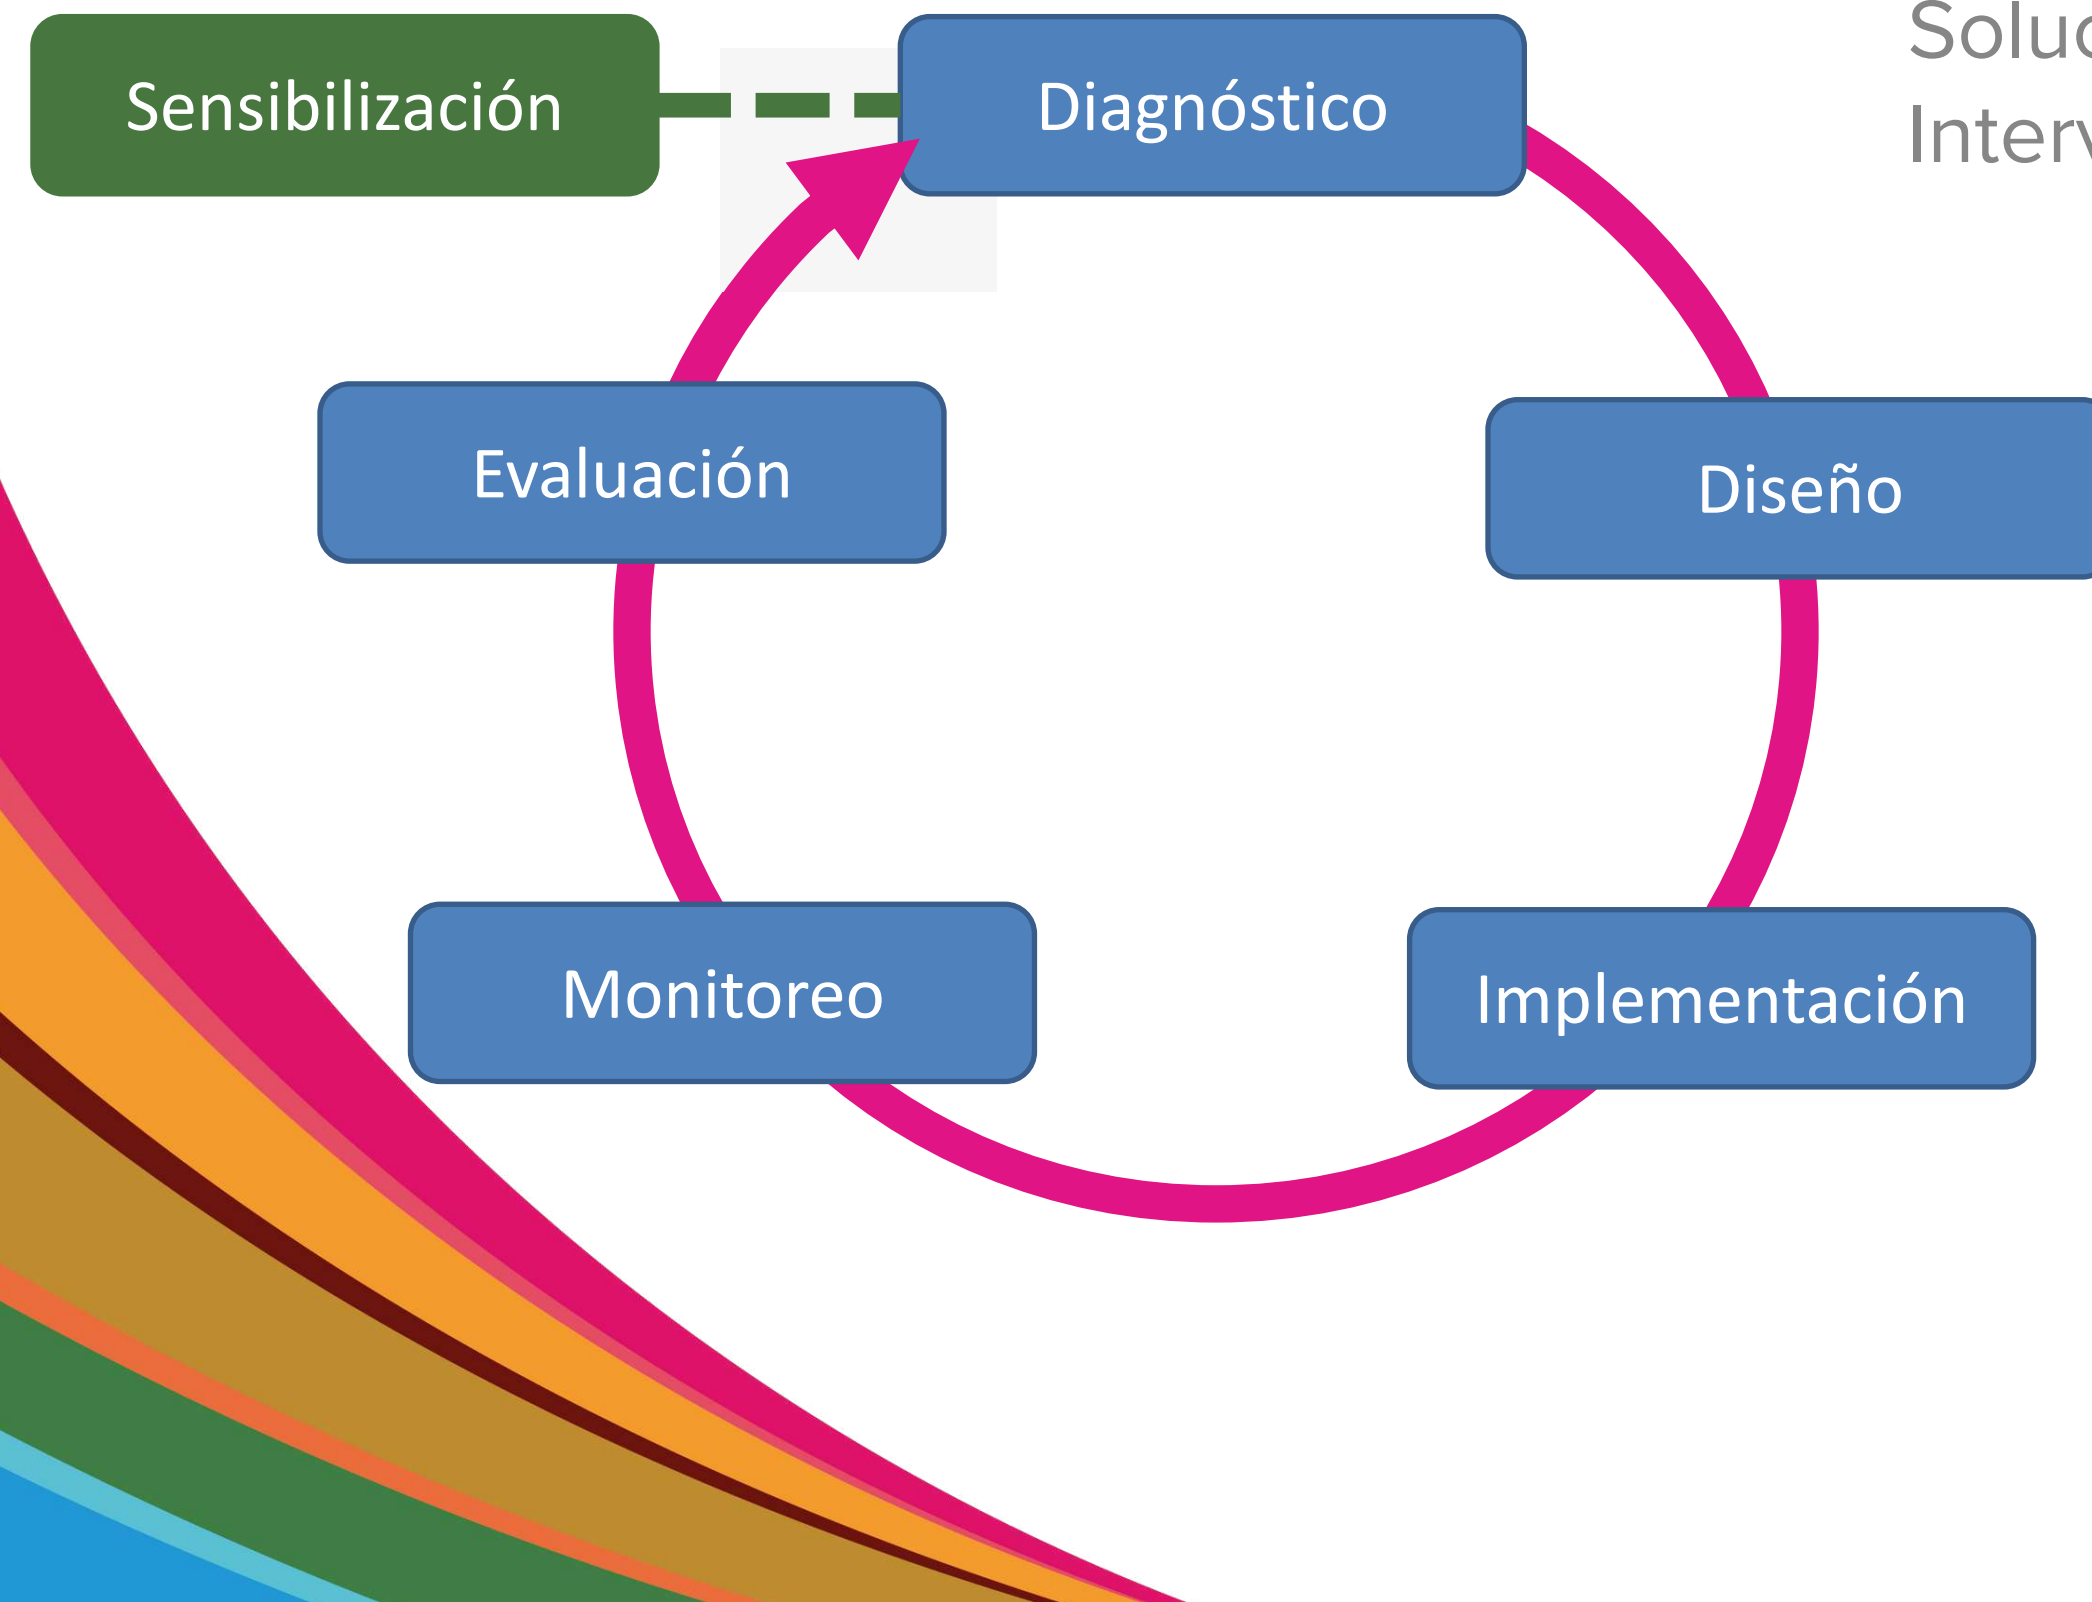 Sensibilización
Diagnóstico
Evaluación
Diseño
Monitoreo
Implementación